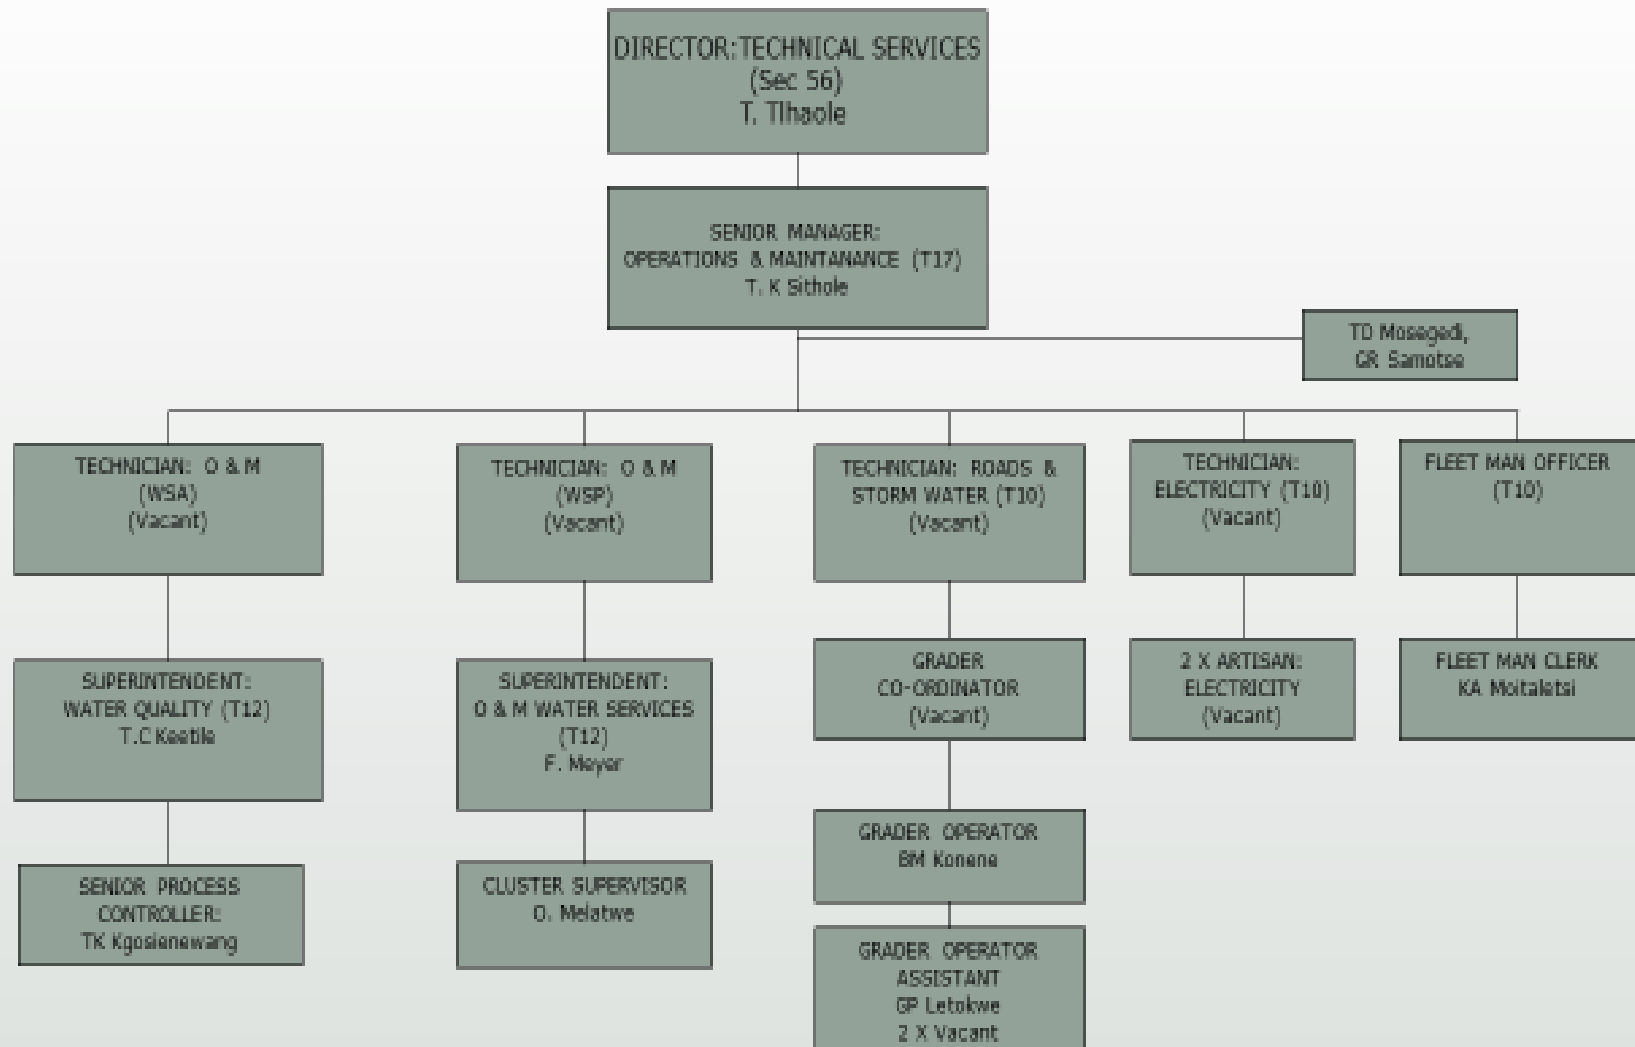 DIRECTOR:TECHNICAL SERVICES
(Sec 56)
T. Tlhaole
SENIOR MANAGER:
OPERATIONS & MAINTANANCE (T17)
T. K Sithole
TD Mosegedi,
GR Samotse
TECHNICIAN: O & M
(WSA)
(Vacant)
TECHNICIAN: O & M
(WSP)
(Vacant)
TECHNICIAN: ROADS &
STORM WATER (T10)
(Vacant)
TECHNICIAN:
ELECTRICITY (T10)
(Vacant)
FLEET MAN OFFICER
(T10)
SUPERINTENDENT:
WATER QUALITY (T12)
T.C Keetile
SUPERINTENDENT:
O & M WATER SERVICES
(T12)
F. Meyer
GRADER
CO-ORDINATOR
(Vacant)
2 X ARTISAN:
ELECTRICITY
(Vacant)
FLEET MAN CLERK
KA Moitaletsi
SENIOR PROCESS
CONTROLLER:
TK Kgosienewang
CLUSTER SUPERVISOR
O. Melatwe
GRADER OPERATOR
BM Konene
GRADER OPERATOR
ASSISTANT
GP Letokwe
2 X Vacant